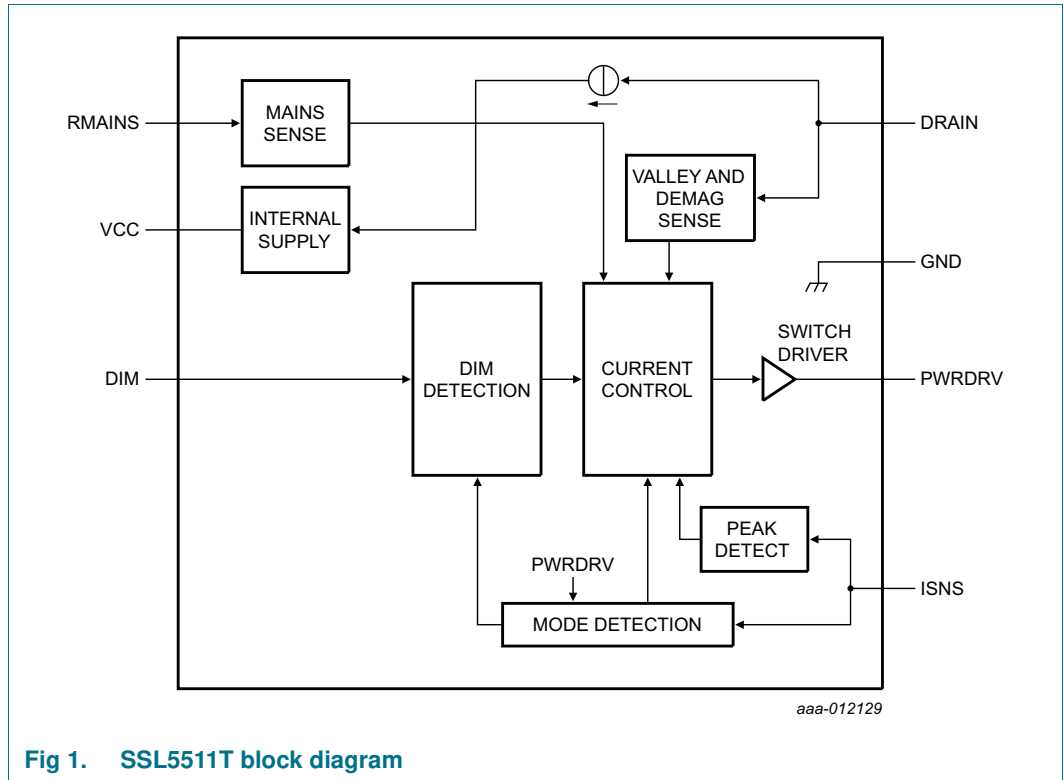 RMAINS
MAINS
SENSE
DRAIN
VALLEY AND
DEMAG
SENSE
VCC
INTERNAL
SUPPLY
GND
SWITCH
DRIVER
DIM
DIM
DETECTION
CURRENT
CONTROL
PWRDRV
PEAK
DETECT
PWRDRV
ISNS
MODE DETECTION
aaa-012129
Fig 1. SSL5511T block diagram